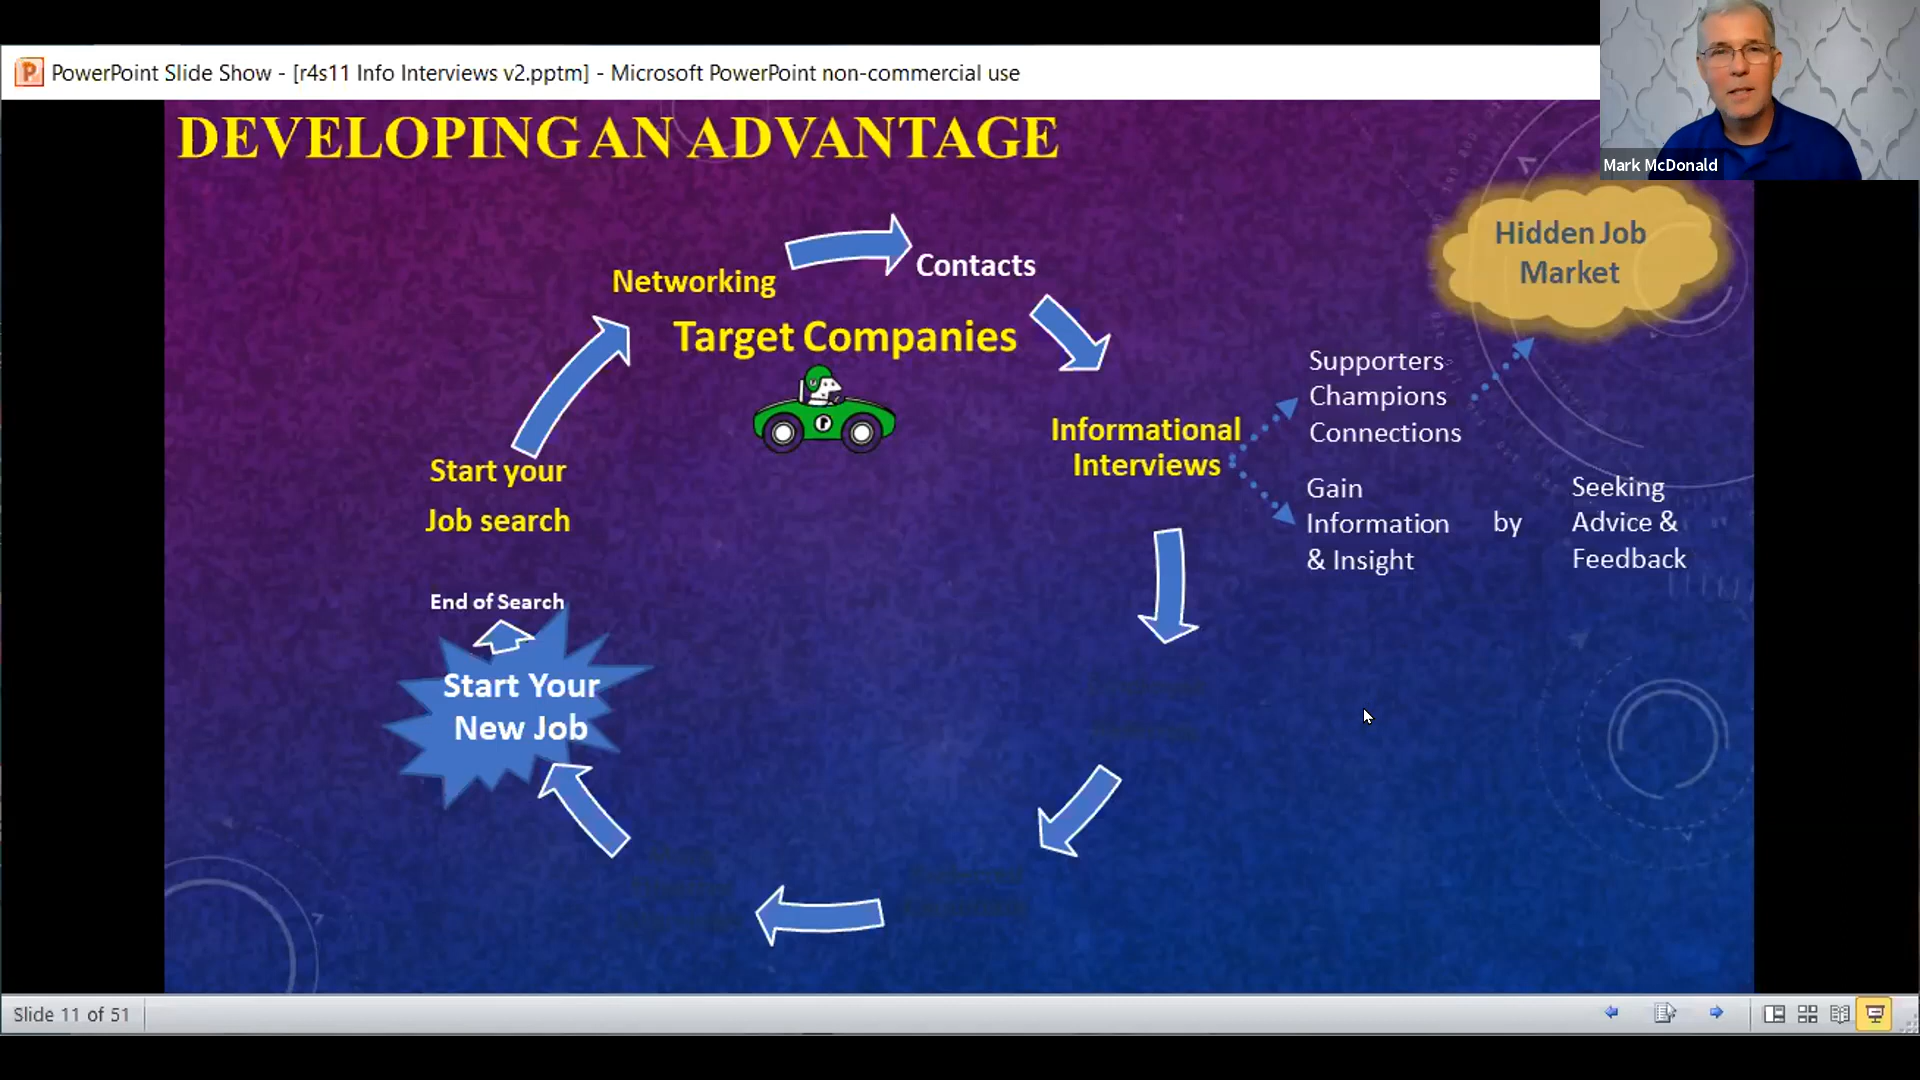 PowerPoint Slide Show - [r4s11 Info Interviews v2.pptm] - Microsoft PowerPoint non-commercial use
Mark McDonald
DEVELOPING AN ADVANTAGE
Hidden Job
Market
Networking
Contacts
Target Companies
r
Supporters
Champions
Connections
Informational
Interviews
Start your
Job search
Gain
Information
& Insight
by
Seeking
Advice &
Feedback
End of Search
Start Your
New Job
Slide 11 of 51